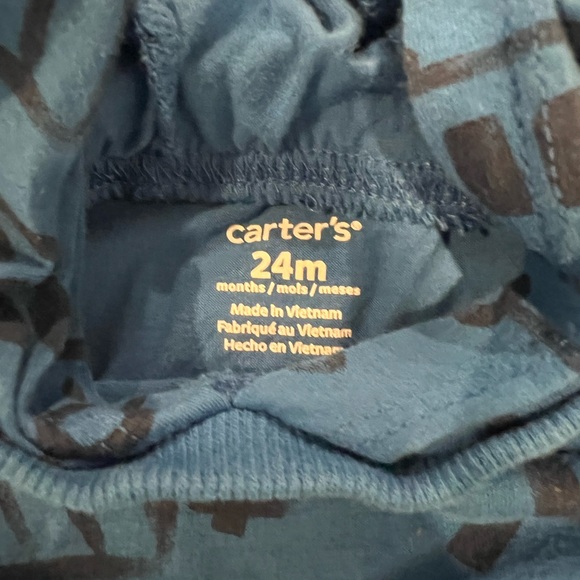 carter's®
24m
months / mois / meses
Made in Vietnam
Fabriqué au Vietnam
Hecho en Vietnam